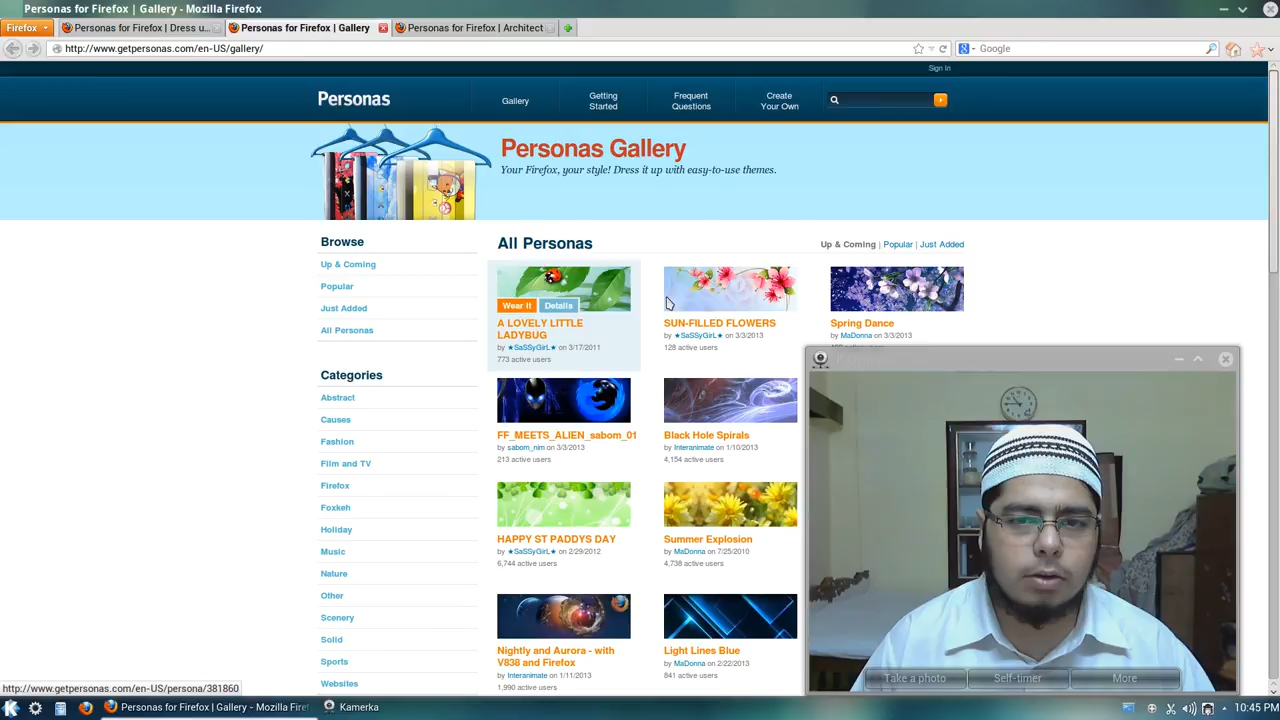 Personas for Firefox | Gallery - Mozilla Firefox
Firefox
Personas for Firefox | Dress u...
Personas for Firefox | Gallery
Personas for Firefox | Architect
http://www.getpersonas.com/en-US/gallery/
Google
Sign In
Personas
Gallery
Getting Started
Frequent Questions
Create Your Own
Personas Gallery
Your Firefox, your style! Dress it up with easy-to-use themes.
Browse
Up & Coming
Popular
Just Added
All Personas
Categories
Abstract
Causes
Fashion
Film and TV
Firefox
Foxkeh
Holiday
Music
Nature
Other
Scenery
Solid
Sports
Websites
All Personas
Up & Coming | Popular | Just Added
Wear It
Details
A LOVELY LITTLE
LADYBUG
by ★SaSSyGirL★ on 3/17/2011
773 active users
SUN-FILLED FLOWERS
by ★SaSSyGirL★ on 3/3/2013
128 active users
Spring Dance
by MaDonna on 3/3/2013
FF_MEETS_ALIEN_sabom_01
by sabom_nim on 3/3/2013
213 active users
Black Hole Spirals
by Interanimate on 1/10/2013
4,154 active users
HAPPY ST PADDYS DAY
by ★SaSSyGirL★ on 2/29/2012
6,744 active users
Summer Explosion
by MaDonna on 7/25/2010
4,738 active users
Nightly and Aurora - with
V838 and Firefox
by Interanimate on 1/11/2013
1,990 active users
Light Lines Blue
by MaDonna on 2/22/2013
841 active users
Take a photo
Self-timer
More
http://www.getpersonas.com/en-US/persona/381860
Personas for Firefox | Gallery - Mozilla Firef
Kamerka
10:45 PM